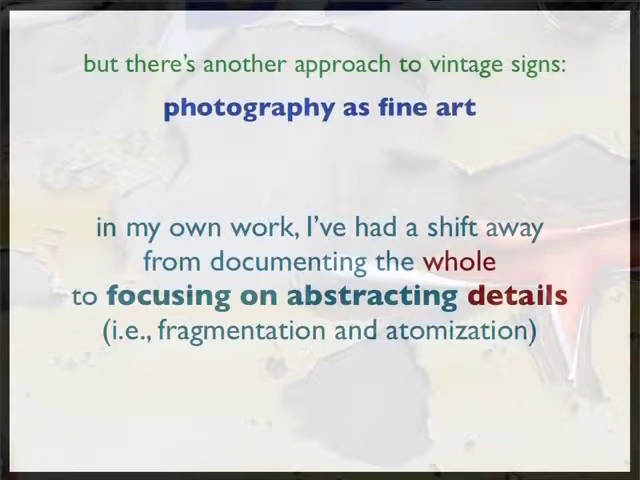 but there's another approach to vintage signs:
photography as fine art
in my own work, I've had a shift away
from documenting the whole
to focusing on abstracting details
(i.e., fragmentation and atomization)